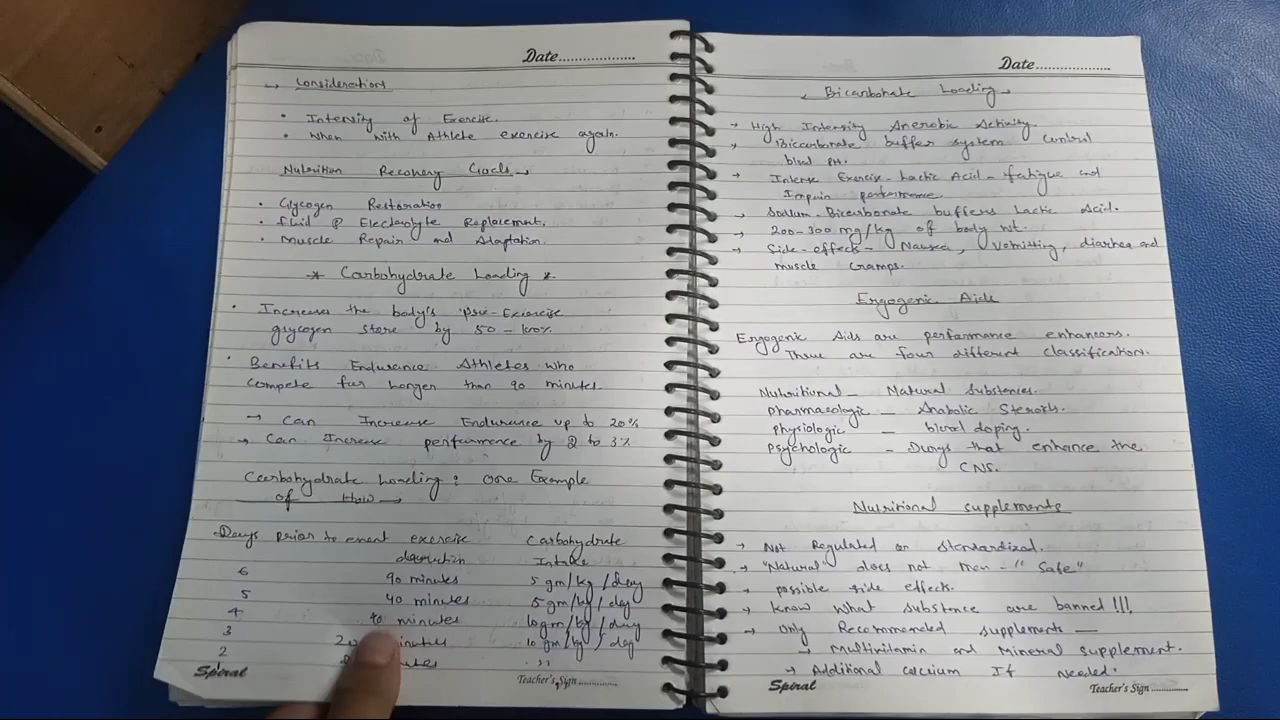 Date
Consideration
• Intensity of Exercise.
• When with Athlete exercise again.
Nutrition Recovery Goals
• Glycogen Restoration
• Fluid & Electrolyte Replacement.
• Muscle Repair and Adaptation.
* Carbohydrate Loading *
• Increases the body's Pre-Exercise
glycogen store by 50-100%
• Benefits Endurance Athletes who
compete for longer than 90 minutes.
→ Can Increase Endurance up to 20%
→ Can Increase performance by 2 to 3%
Carbohydrate Loading: One Example
of How →
Days prior to event exercise Carbohydrate
duration Intake
6 90 minutes 5 gm/kg/day
5 40 minutes 5 gm/kg/day
4 40 minutes 10 gm/kg/day
3 minutes 10 gm/kg/day
2 ,,
Spiral Teacher's Sign
Date
Bicarbonate Loading
→ High Intensity Anerobic Activity.
→ Biccarbonate buffer system control
blood PH.
→ Intense Exercise - Lactic Acid - fatigue and
Impair performance.
→ Sodium-Bicarbonate buffers Lactic Acid.
→ 200-300 mg/kg of body wt.
→ Side-effect - Nausea, Vomitting, diarhea and
muscle cramps.
Ergogenic Aids
Ergogenic Aids are performance enhancers.
There are four different classification.
Nutritional - Natural Substences.
Pharmacologic - Anabolic Steroids.
Physiologic - blood doping.
Psychologic - Drugs that enhance the
CNS.
Nutritional supplements
→ Not Regulated or Standardized.
→ "Natural" does not men - "Safe"
→ possible side effect.
→ Know what substence are banned !!!
→ Only Recommended supplements —
→ Multivitamin and Mineral supplement.
→ Additional calcium If Needed.
Spiral Teacher's Sign